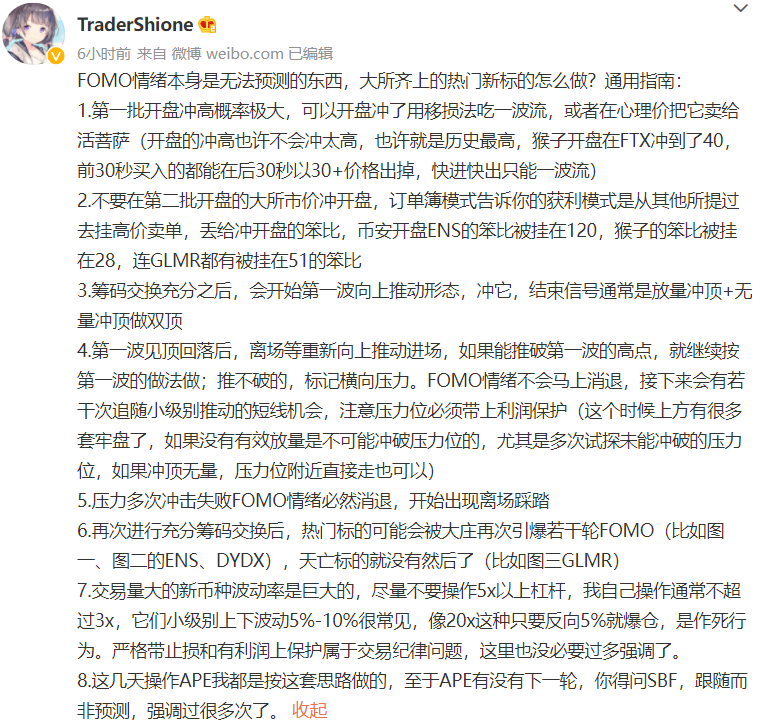 TraderShione
6小时前 来自 微博 weibo.com 已编辑
FOMO情绪本身是无法预测的东西，大所齐上的热门新标的怎么做？通用指南：
1.第一批开盘冲高概率极大，可以开盘冲了用移损法吃一波流，或者在心理价把它卖给
活菩萨（开盘的冲高也许不会冲太高，也许就是历史最高，猴子开盘在FTX冲到了40，
前30秒买入的都能在后30秒以30+价格出掉，快进快出只能一波流）
2.不要在第二批开盘的大所市价冲开盘，订单簿模式告诉你的获利模式是从其他所提过
去挂高价卖单，丢给冲开盘的笨比，币安开盘ENS的笨比被挂在120，猴子的笨比被挂
在28，连GLMR都有被挂在51的笨比
3.筹码交换充分之后，会开始第一波向上推动形态，冲它，结束信号通常是放量冲顶+无
量冲顶做双顶
4.第一波见顶回落后，离场等重新向上推动进场，如果能推破第一波的高点，就继续按
第一波的做法做；推不破的，标记横向压力。FOMO情绪不会马上消退，接下来会有若
干次追随小级别推动的短线机会，注意压力位必须带上利润保护（这个时候上方有很多
套牢盘了，如果没有有效放量是不可能冲破压力位的，尤其是多次试探未能冲破的压力
位，如果冲顶无量，压力位附近直接走也可以）
5.压力多次冲击失败FOMO情绪必然消退，开始出现离场踩踏
6.再次进行充分筹码交换后，热门标的可能会被大庄再次引爆若干轮FOMO（比如图
一、图二的ENS、DYDX），天亡标的就没有然后了（比如图三GLMR）
7.交易量大的新币种波动率是巨大的，尽量不要操作5x以上杠杆，我自己操作通常不超
过3x，它们小级别上下波动5%-10%很常见，像20x这种只要反向5%就爆仓，是作死行
为。严格带止损和有利润上保护属于交易纪律问题，这里也没必要过多强调了。
8.这几天操作APE我都是按这套思路做的，至于APE有没有下一轮，你得问SBF，跟随而
非预测，强调过很多次了。 收起